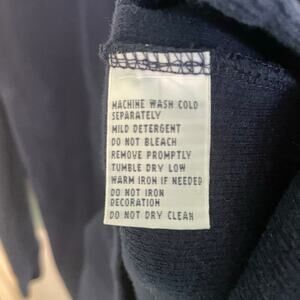 MACHINE WASH COLD
SEPARATELY
MILD DETERGENT
DO NOT BLEACH
REMOVE PROMPTLY
TUMBLE DRY LOW
WARM IRON IF NEEDED
DO NOT IRON
DECORATION
DO NOT DRY CLEAN